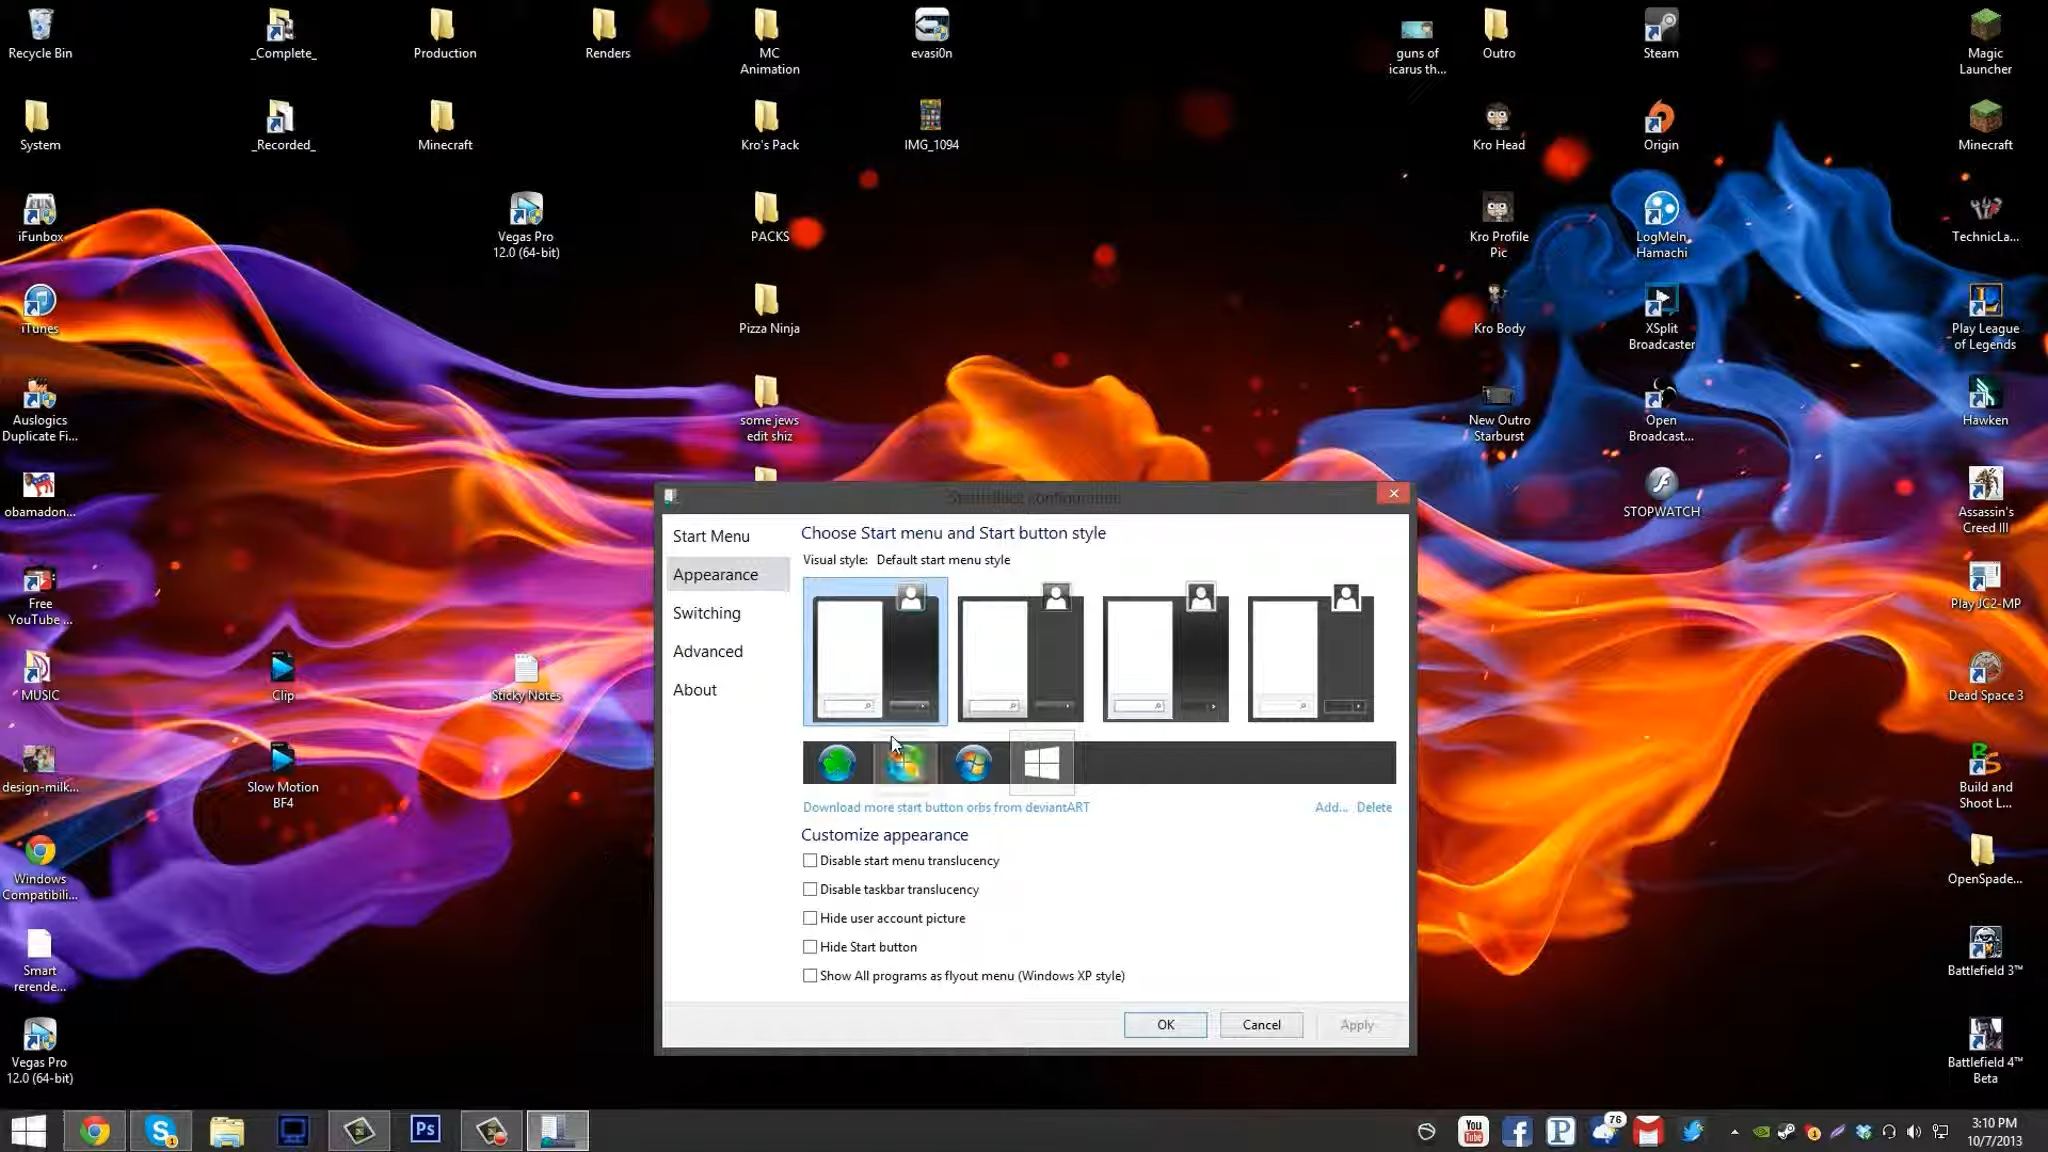 Recycle Bin
_Complete_
Production
Renders
MC
Animation
evasi0n
guns of
icarus th...
Outro
Steam
Magic
Launcher
System
_Recorded_
Minecraft
Kro's Pack
IMG_1094
Kro Head
Origin
Minecraft
iFunbox
Vegas Pro
12.0 (64-bit)
PACKS
Kro Profile
Pic
LogMeIn
Hamachi
TechnicLa...
iTunes
Pizza Ninja
Kro Body
XSplit
Broadcaster
Play League
of Legends
Auslogics
Duplicate Fi...
some jews
edit shiz
New Outro
Starburst
Open
Broadcast...
Hawken
obamadon...
STOPWATCH
Assassin's
Creed III
Free
YouTube ...
Play JC2-MP
MUSIC
Clip
Sticky Notes
Dead Space 3
design-milk...
Slow Motion
BF4
Build and
Shoot L...
Windows
Compatibili...
OpenSpade...
Smart
rerende...
Battlefield 3™
Vegas Pro
12.0 (64-bit)
Battlefield 4™
Beta
configuration
Start Menu
Appearance
Switching
Advanced
About
Choose Start menu and Start button style
Visual style: Default start menu style
Download more start button orbs from deviantART
Add... Delete
Customize appearance
Disable start menu translucency
Disable taskbar translucency
Hide user account picture
Hide Start button
Show All programs as flyout menu (Windows XP style)
OK
Cancel
Apply
Ps
You
Tube
76
3:10 PM
10/7/2013